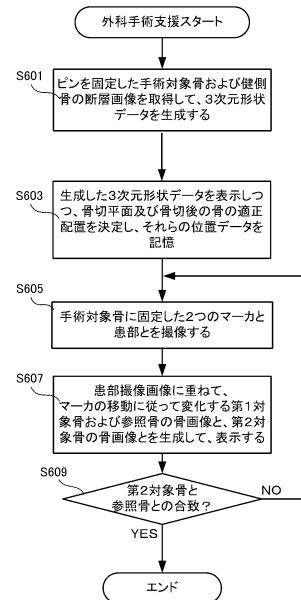 外科手術支援スタート
S601
ピンを固定した手術対象骨および健側
骨の断層画像を取得して、3次元形状
データを生成する
S603
生成した3次元形状データを表示しつ
つ、骨切平面及び骨切後の骨の適正
配置を決定し、それらの位置データを
記憶
S605
手術対象骨に固定した2つのマーカと
患部とを撮像する
S607
患部撮像画像に重ねて、
マーカの移動に従って変化する第1対
象骨および参照骨の骨画像と、第2対
象骨の骨画像とを生成して、表示する
S609
第2対象骨と
参照骨との合致?
NO
YES
エンド